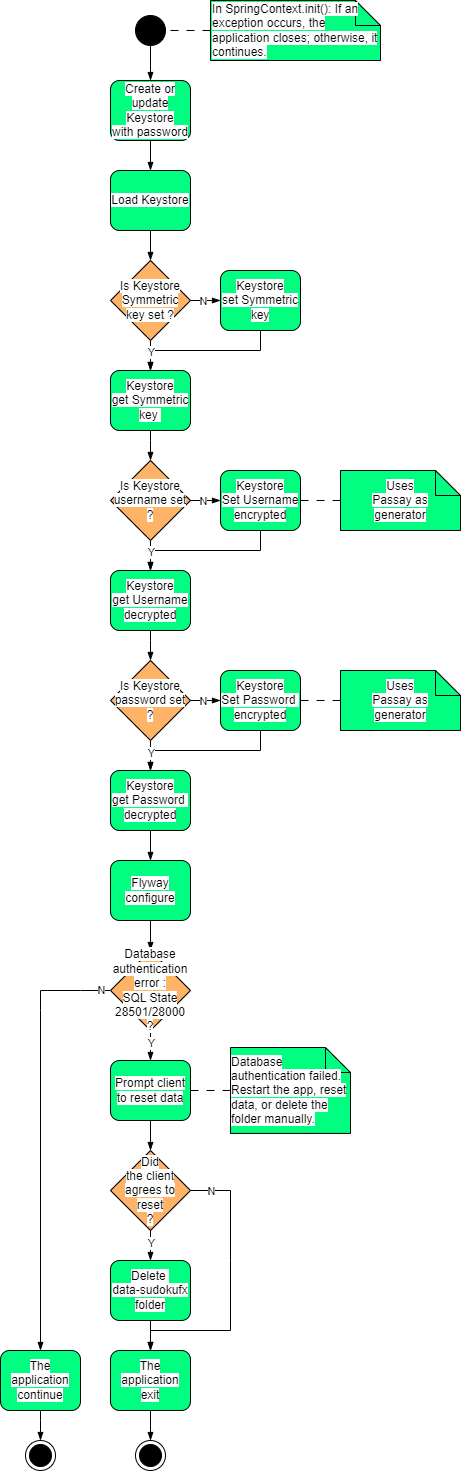 In SpringContext.init(): If an
exception occurs, the
application closes; otherwise, it
continues.
Create or
update
Keystore
with password
Load Keystore
Is Keystore
Symmetric
key set ?
N
Keystore
set Symmetric
key
Y
Keystore
get Symmetric
key
Is Keystore
username set
?
N
Keystore
Set Username
encrypted
Uses
Passay as
generator
Y
Keystore
get Username
decrypted
Is Keystore
password set
?
N
Keystore
Set Password
encrypted
Uses
Passay as
generator
Y
Keystore
get Password
decrypted
Flyway
configure
Database
authentication
error :
SQL State
28501/28000
?
N
Y
Prompt client
to reset data
Database
authentication failed.
Restart the app, reset
data, or delete the
folder manually.
Did
the client
agrees to
reset
?
N
Y
Delete
data-sudokufx
folder
The
application
continue
The
application
exit